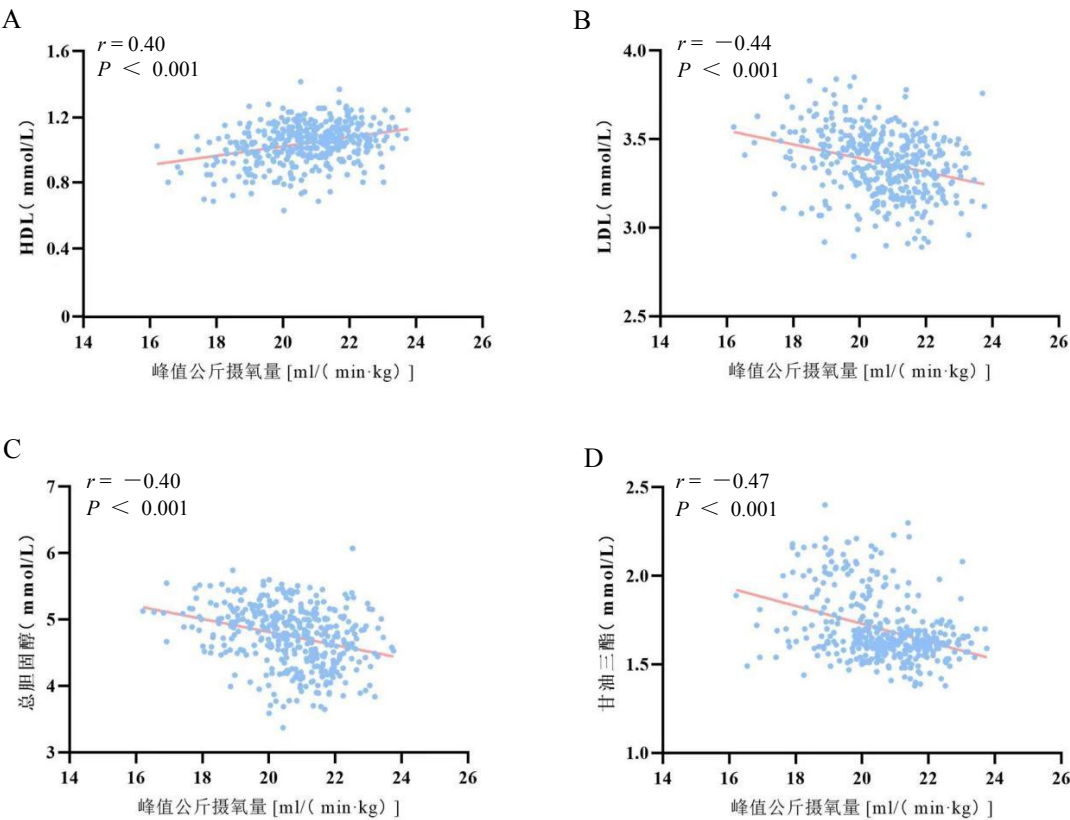 A
r = 0.40
P < 0.001
HDL( mmol/L)
1.6
1.2
0.8
0.4
0
14 16 18 20 22 24 26
峰值公斤摄氧量 [ml/( min·kg) ]
B
r = －0.44
P < 0.001
LDL( mmol/L)
4.0
3.5
3.0
2.5
14 16 18 20 22 24 26
峰值公斤摄氧量 [ml/( min·kg) ]
C
r = －0.40
P < 0.001
总胆固醇( mmol/L)
7
6
5
4
3
14 16 18 20 22 24 26
峰值公斤摄氧量 [ml/( min·kg) ]
D
r = －0.47
P < 0.001
甘油三酯( mmol/L)
2.5
2.0
1.5
1.0
14 16 18 20 22 24 26
峰值公斤摄氧量 [ml/( min·kg) ]